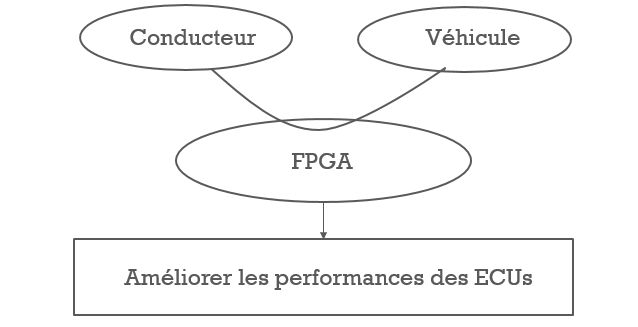 Conducteur
Véhicule
FPGA
Améliorer les performances des ECUs